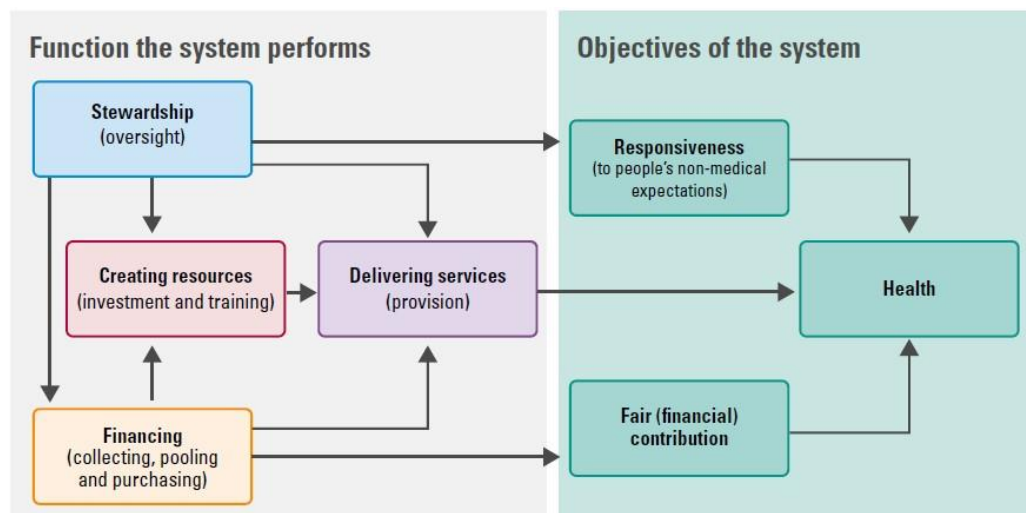 Function the system performs
Objectives of the system
Stewardship
(oversight)
Responsiveness
(to people's non-medical
expectations)
Creating resources
(investment and training)
Delivering services
(provision)
Health
Financing
(collecting, pooling
and purchasing)
Fair (financial)
contribution